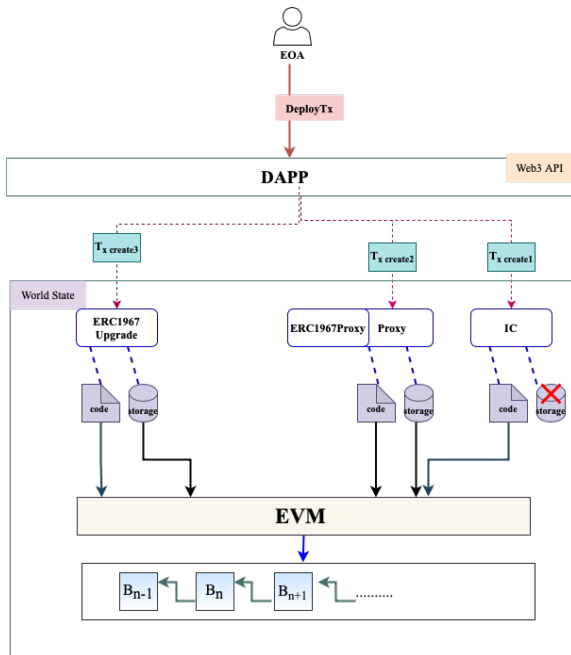 EOA
DeployTx
DAPP
Web3 API
Tx create3
Tx create2
Tx create1
World State
ERC1967
Upgrade
ERC1967Proxy
Proxy
IC
code
storage
code
storage
code
storage
EVM
Bn-1
Bn
Bn+1
..........